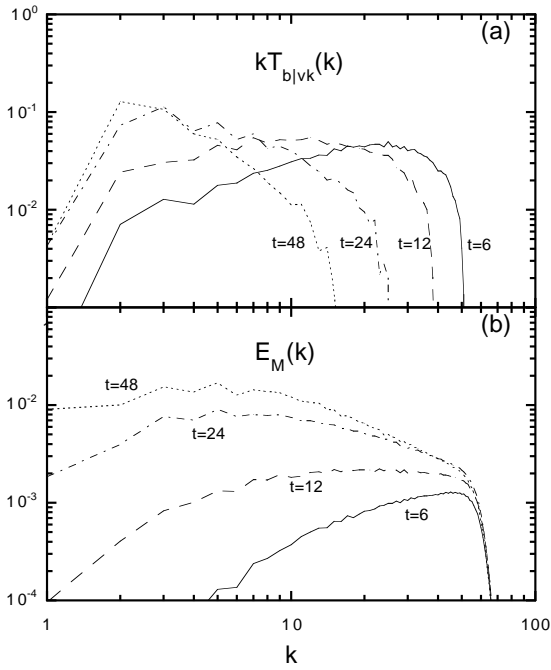 (a)
kT_{b|vk}(k)
10^0
10^{-1}
10^{-2}
t=48
t=24
t=12
t=6
(b)
E_M(k)
t=48
10^{-2}
t=24
t=12
10^{-3}
t=6
10^{-4}
1
10
100
k